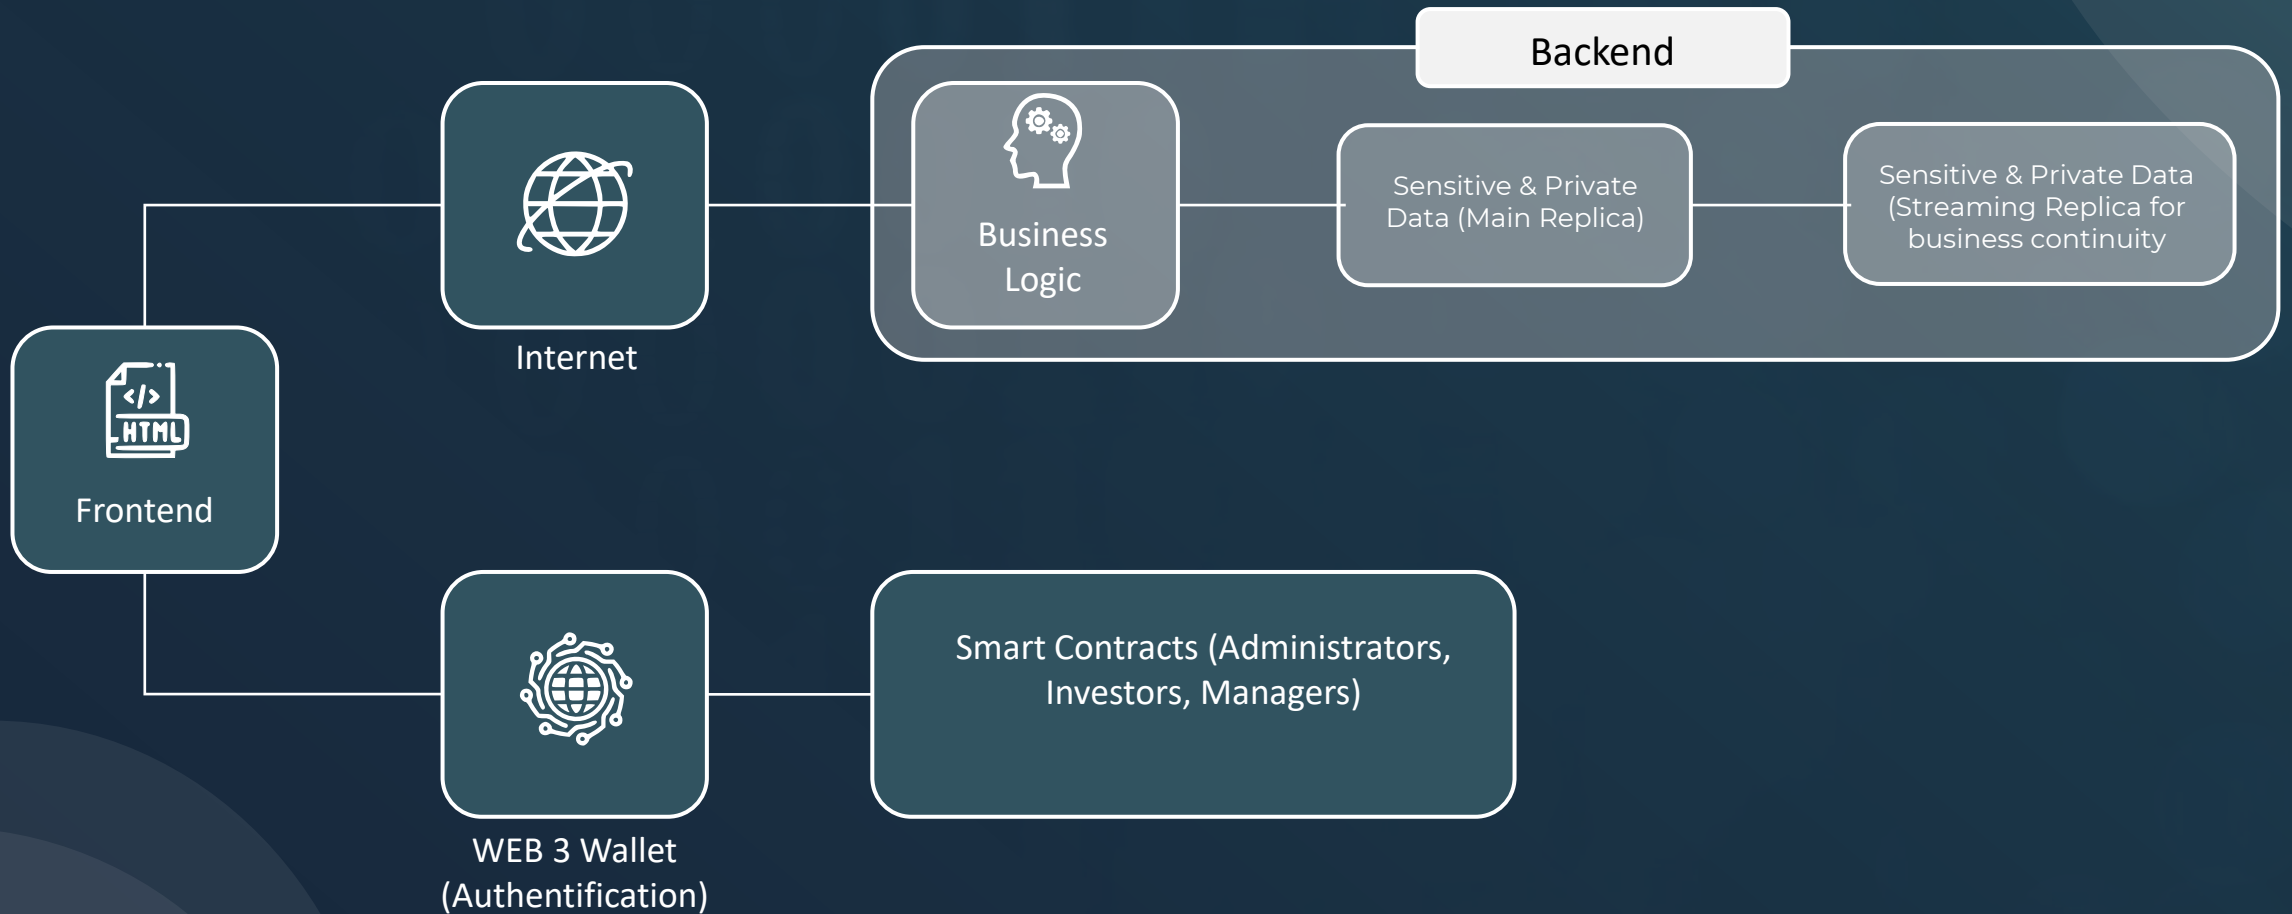 Backend
Business
Logic
Sensitive & Private
Data (Main Replica)
Sensitive & Private Data
(Streaming Replica for
business continuity
Internet
</>
HTML
Frontend
Smart Contracts (Administrators,
Investors, Managers)
WEB 3 Wallet
(Authentification)